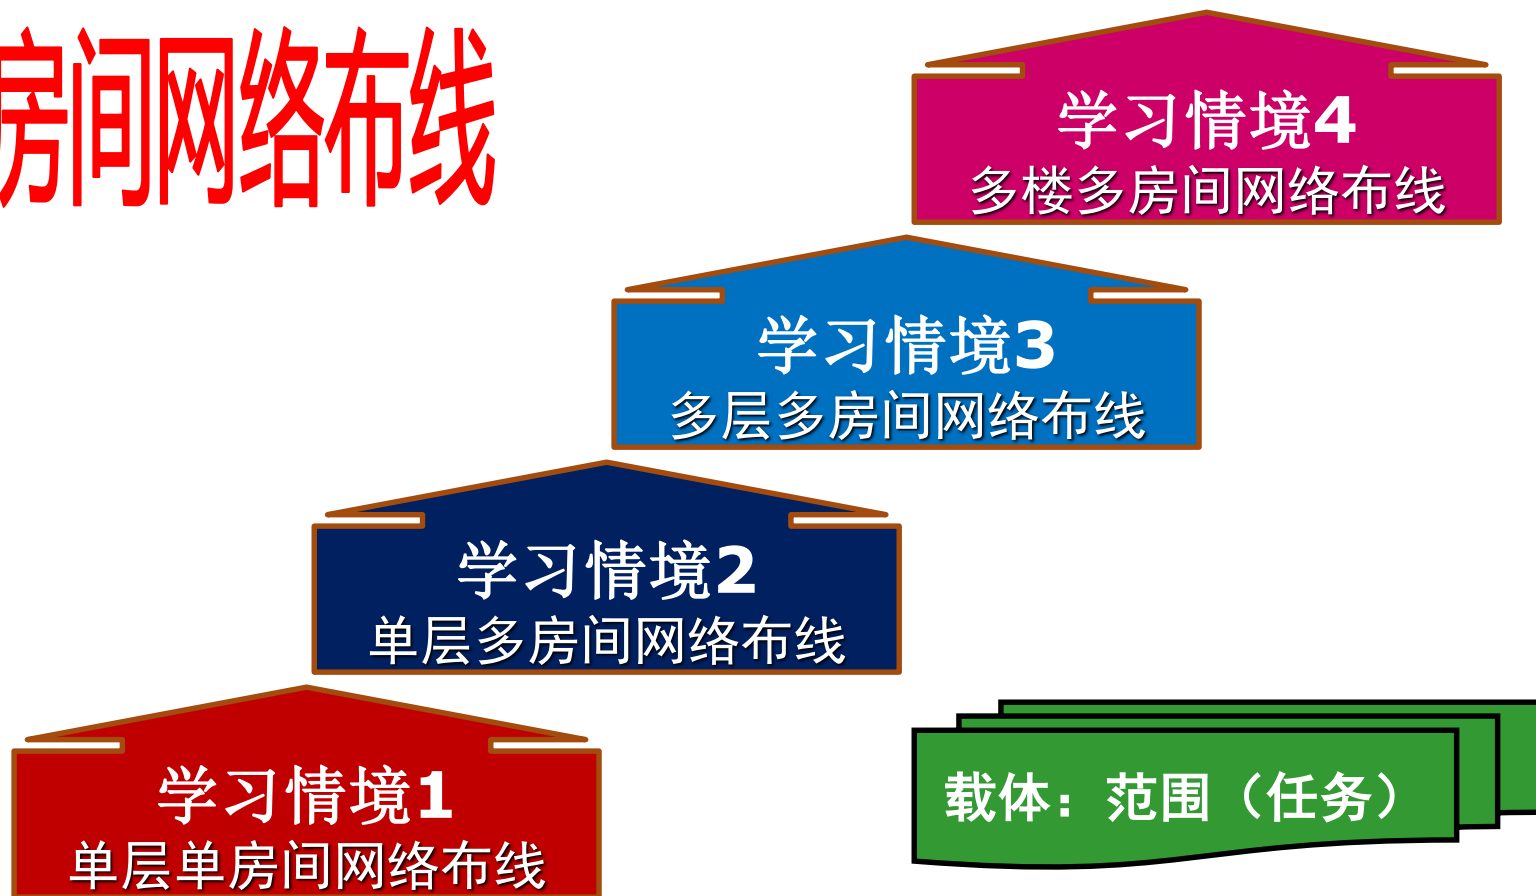 房间网络布线
学习情境4
多楼多房间网络布线
学习情境3
多层多房间网络布线
学习情境2
单层多房间网络布线
学习情境1
单层单房间网络布线
载体：范围（任务）